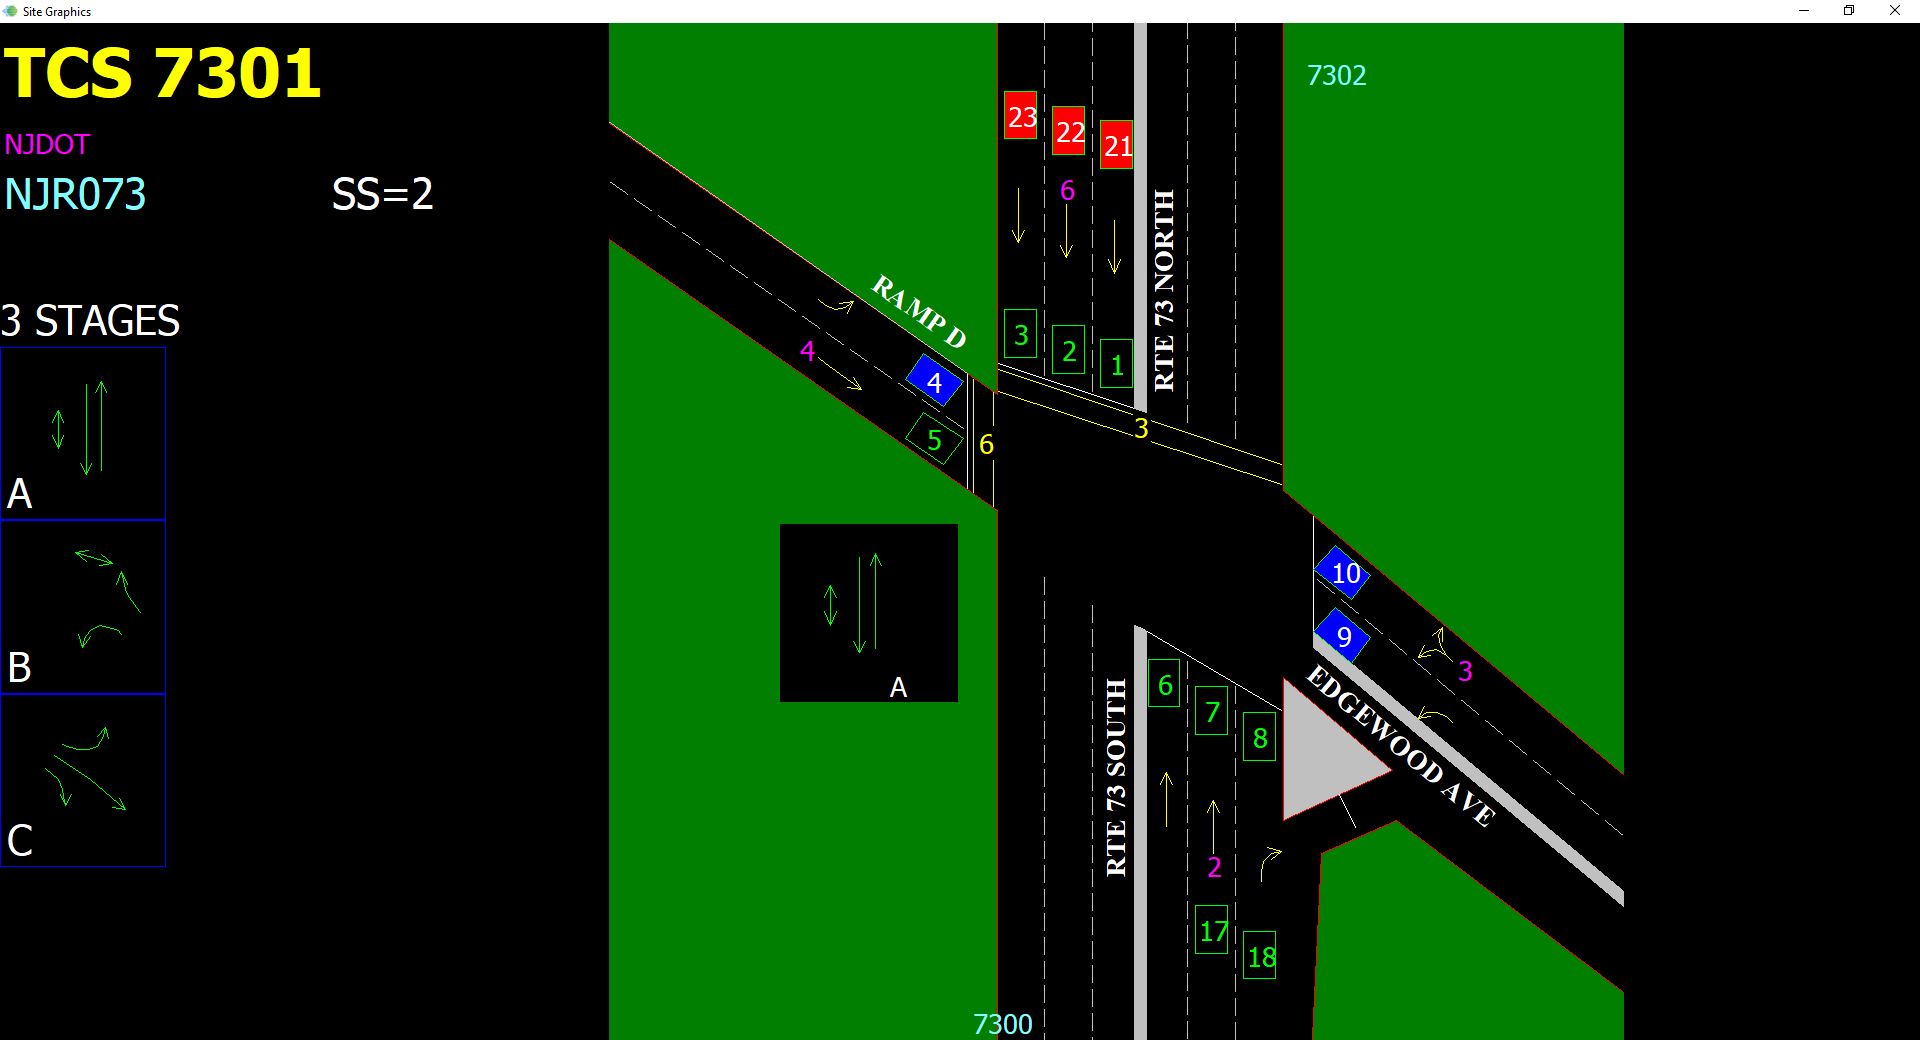 Site Graphics
TCS 7301
NJDOT
NJR073 SS=2
3 STAGES
A
B
C
7302
23
22
21
6
RTE 73 NORTH
RAMP D
3
2
1
4
4
5
6
3
A
10
9
3
EDGEWOOD AVE
RTE 73 SOUTH
6
7
8
2
17
18
7300